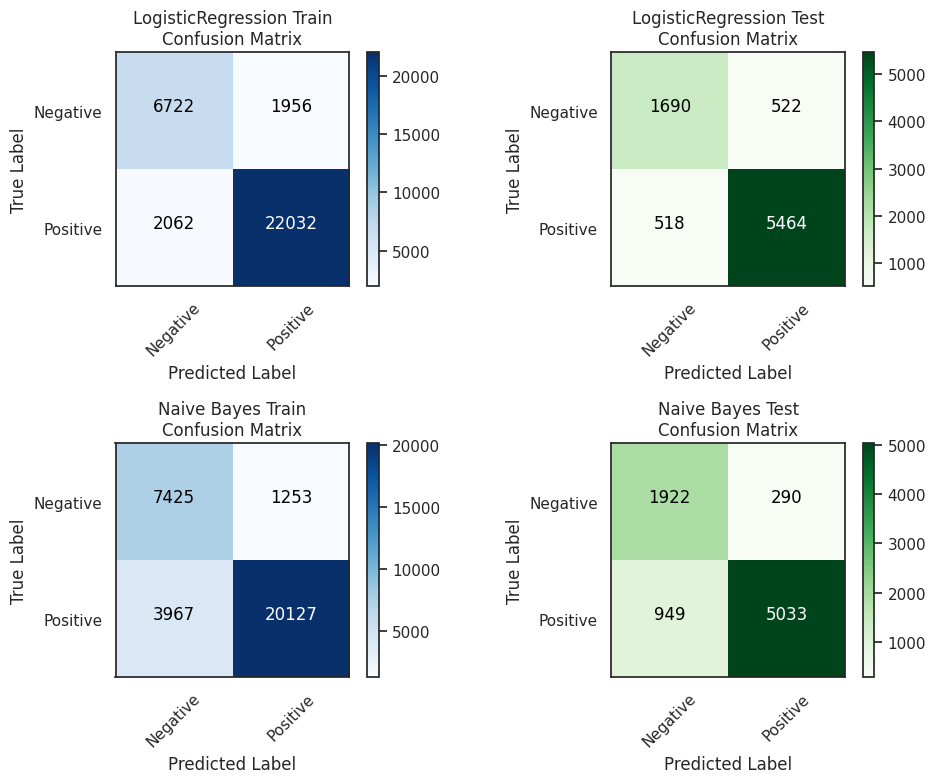 LogisticRegression Train
Confusion Matrix
True Label
Negative
Positive
6722 1956
2062 22032
Negative Positive
Predicted Label
20000
15000
10000
5000
LogisticRegression Test
Confusion Matrix
True Label
Negative
Positive
1690 522
518 5464
Negative Positive
Predicted Label
5000
4000
3000
2000
1000
Naive Bayes Train
Confusion Matrix
True Label
Negative
Positive
7425 1253
3967 20127
Negative Positive
Predicted Label
20000
15000
10000
5000
Naive Bayes Test
Confusion Matrix
True Label
Negative
Positive
1922 290
949 5033
Negative Positive
Predicted Label
5000
4000
3000
2000
1000